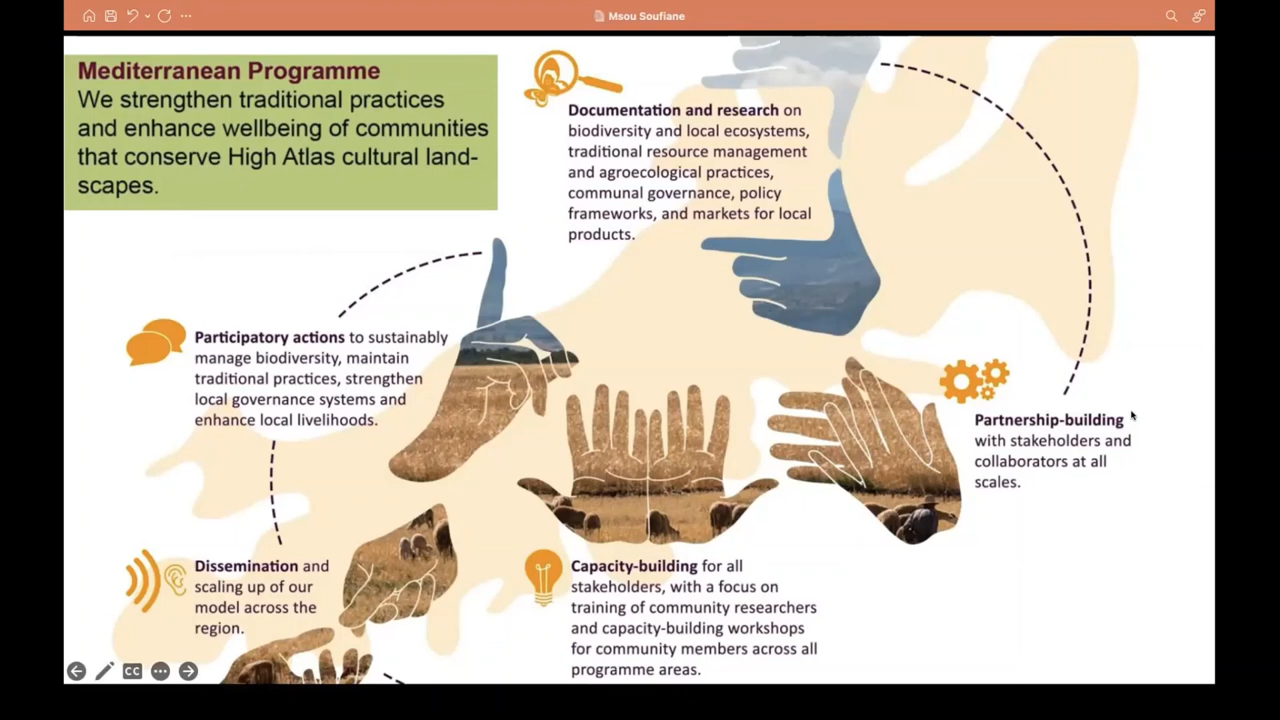 Msou Soufiane
Mediterranean Programme
We strengthen traditional practices
and enhance wellbeing of communities
that conserve High Atlas cultural land-
scapes.
Documentation and research on
biodiversity and local ecosystems,
traditional resource management
and agroecological practices,
communal governance, policy
frameworks, and markets for local
products.
Participatory actions to sustainably
manage biodiversity, maintain
traditional practices, strengthen
local governance systems and
enhance local livelihoods.
Partnership-building
with stakeholders and
collaborators at all
scales.
Dissemination and
scaling up of our
model across the
region.
Capacity-building for all
stakeholders, with a focus on
training of community researchers
and capacity-building workshops
for community members across all
programme areas.
CC